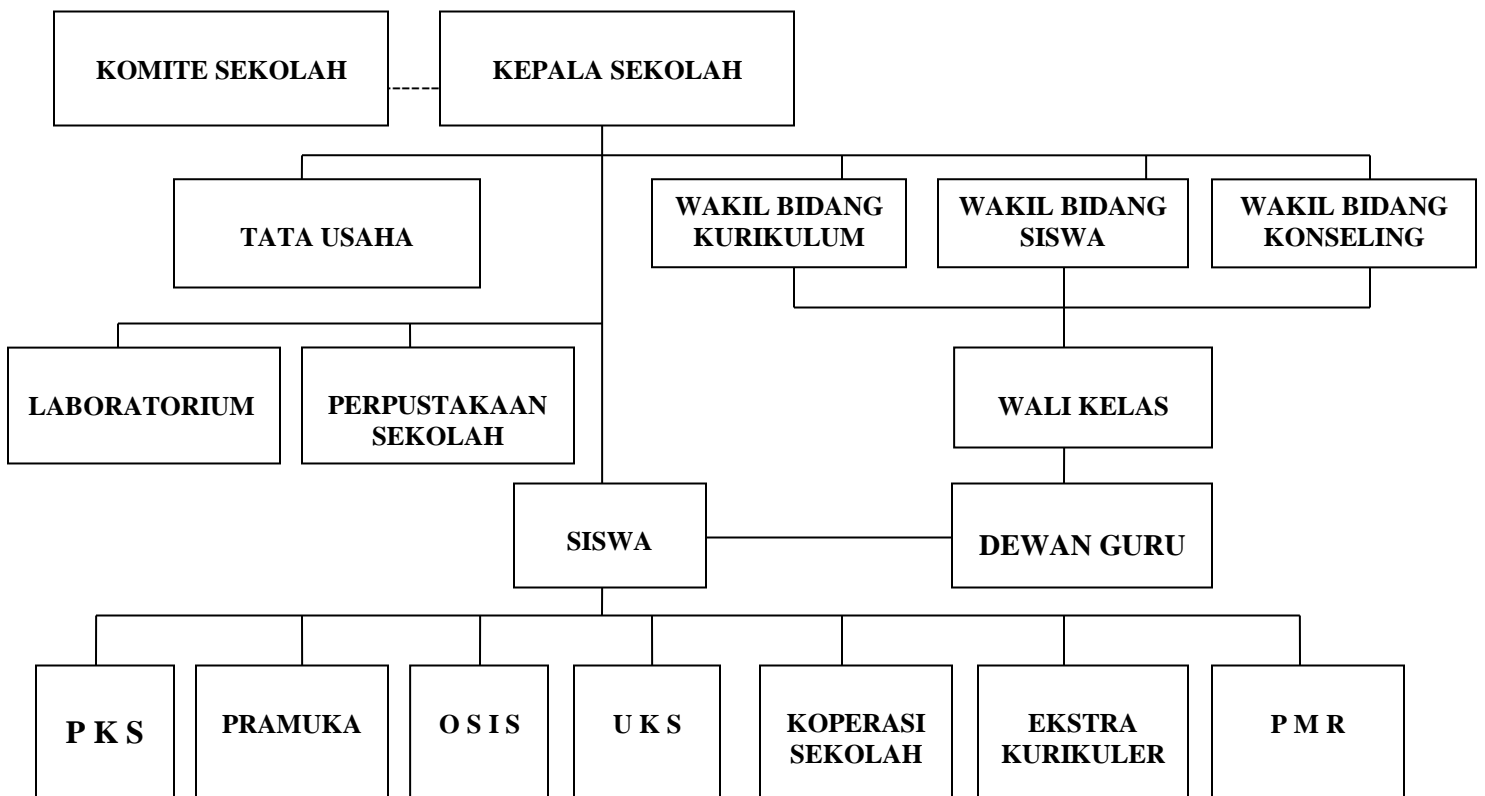 KOMITE SEKOLAH
KEPALA SEKOLAH
TATA USAHA
WAKIL BIDANG
KURIKULUM
WAKIL BIDANG
SISWA
WAKIL BIDANG
KONSELING
LABORATORIUM
PERPUSTAKAAN
SEKOLAH
WALI KELAS
SISWA
DEWAN GURU
P K S
PRAMUKA
O S I S
U K S
KOPERASI
SEKOLAH
EKSTRA
KURIKULER
P M R